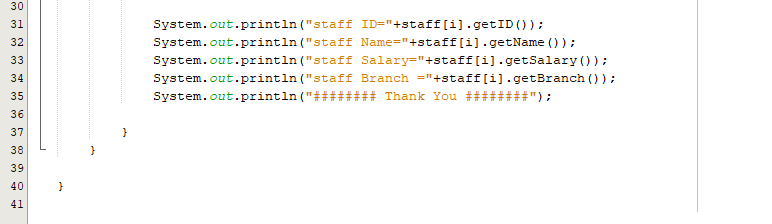 30
31 System.out.println("staff ID="+staff[i].getID());
32 System.out.println("staff Name="+staff[i].getName());
33 System.out.println("staff Salary="+staff[i].getSalary());
34 System.out.println("staff Branch ="+staff[i].getBranch());
35 System.out.println("######## Thank You ########");
36
37 }
38 }
39
40 }
41